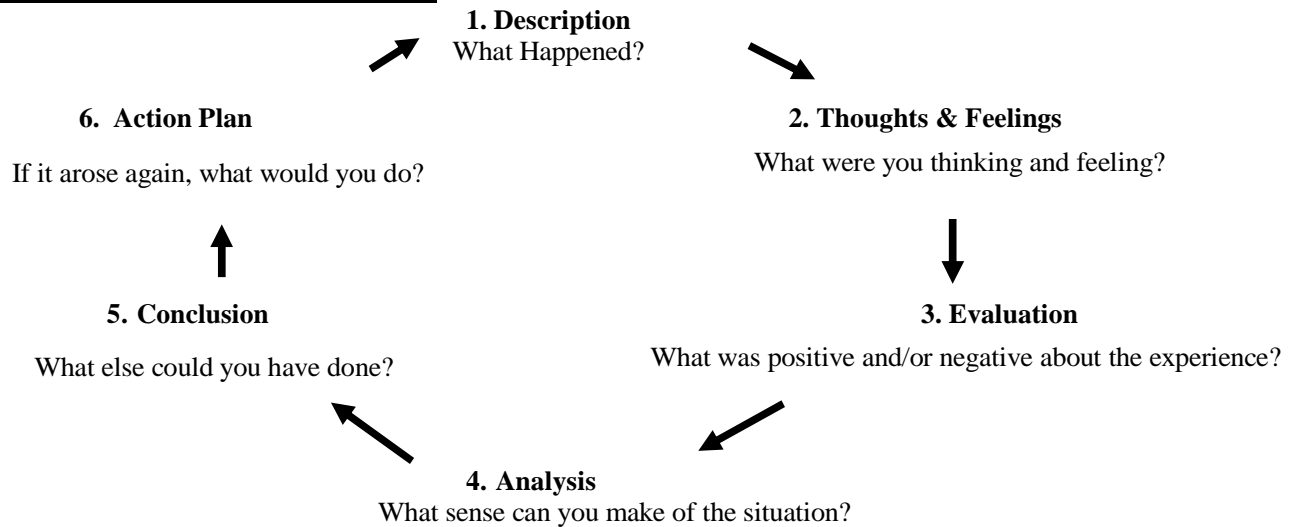 1. Description
What Happened?
2. Thoughts & Feelings
What were you thinking and feeling?
3. Evaluation
What was positive and/or negative about the experience?
4. Analysis
What sense can you make of the situation?
5. Conclusion
What else could you have done?
6. Action Plan
If it arose again, what would you do?